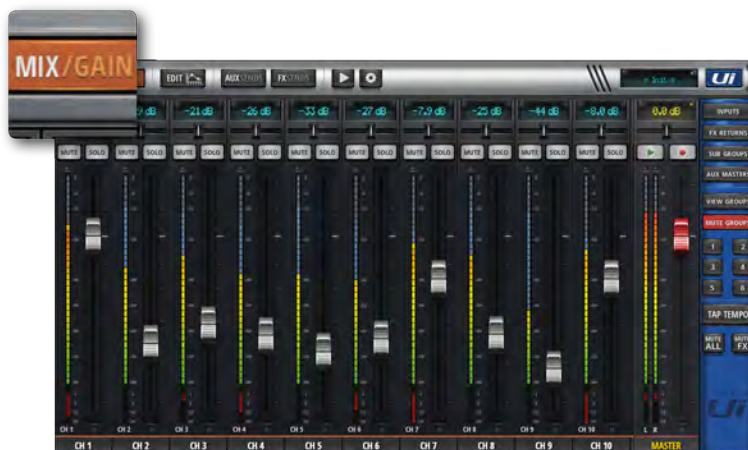 MIX/GAIN
EDIT AUX SENDS FX SENDS Ui
-21 dB -26 dB -33 dB -27 dB -7.9 dB -25 dB -44 dB -8.0 dB 0.0 dB INPUTS
FX RETURNS
MUTE SOLO MUTE SOLO MUTE SOLO MUTE SOLO MUTE SOLO MUTE SOLO MUTE SOLO MUTE SOLO MUTE SOLO MUTE SOLO SUB GROUPS
AUX MASTERS
VIEW GROUPS
MUTE GROUPS
1 2
3 4
5 6
TAP TEMPO
MUTE ALL MUTE FX
Ui
CH 1 CH 2 CH 3 CH 4 CH 5 CH 6 CH 7 CH 8 CH 9 CH 10 L R
CH 1 CH 2 CH 3 CH 4 CH 5 CH 6 CH 7 CH 8 CH 9 CH 10 MASTER